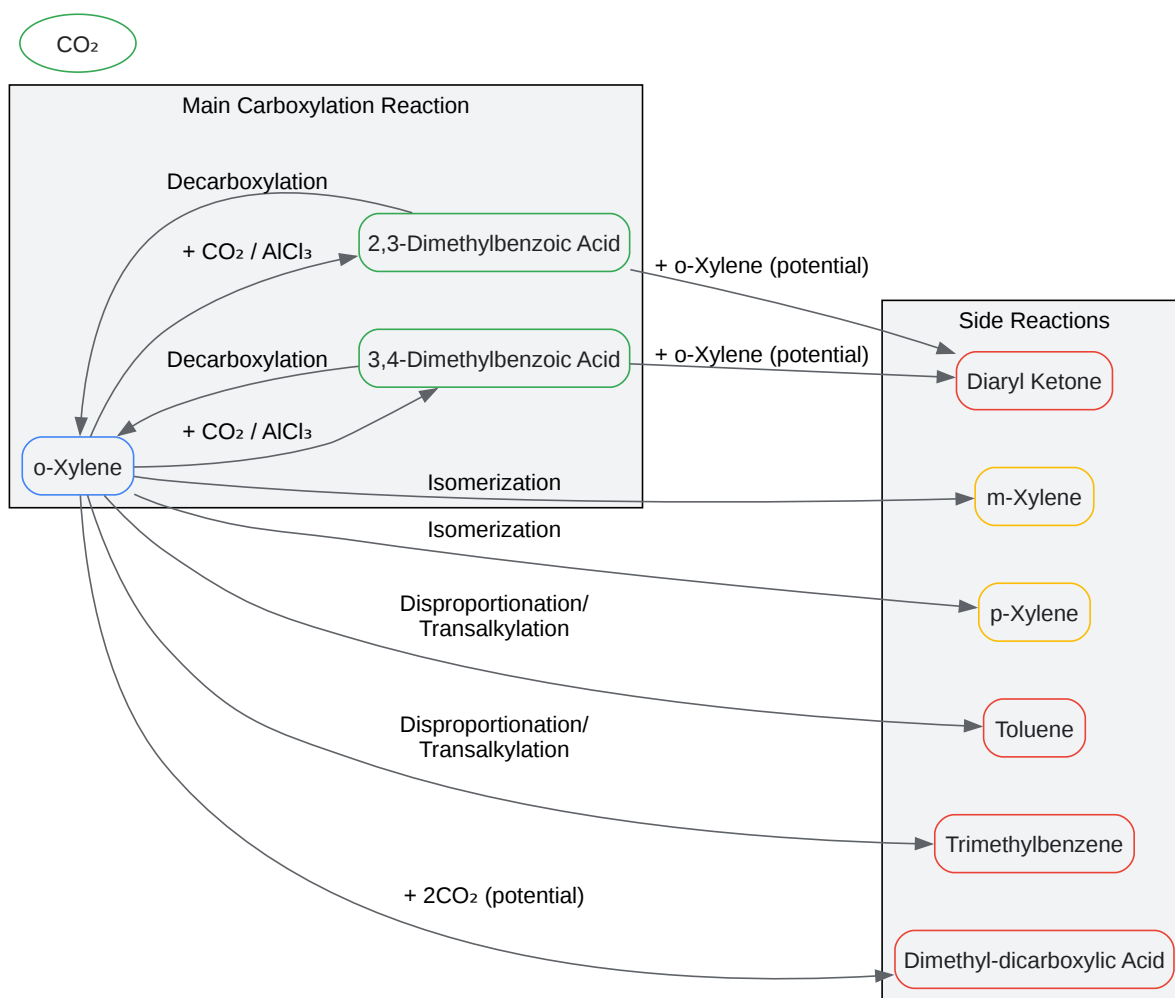 CO₂
Main Carboxylation Reaction
Decarboxylation
2,3-Dimethylbenzoic Acid
+ CO₂ / AlCl₃
+ o-Xylene (potential)
Side Reactions
Decarboxylation
3,4-Dimethylbenzoic Acid
+ o-Xylene (potential)
Diaryl Ketone
+ CO₂ / AlCl₃
o-Xylene
Isomerization
m-Xylene
Isomerization
p-Xylene
Disproportionation/
Transalkylation
Toluene
Disproportionation/
Transalkylation
Trimethylbenzene
+ 2CO₂ (potential)
Dimethyl-dicarboxylic Acid